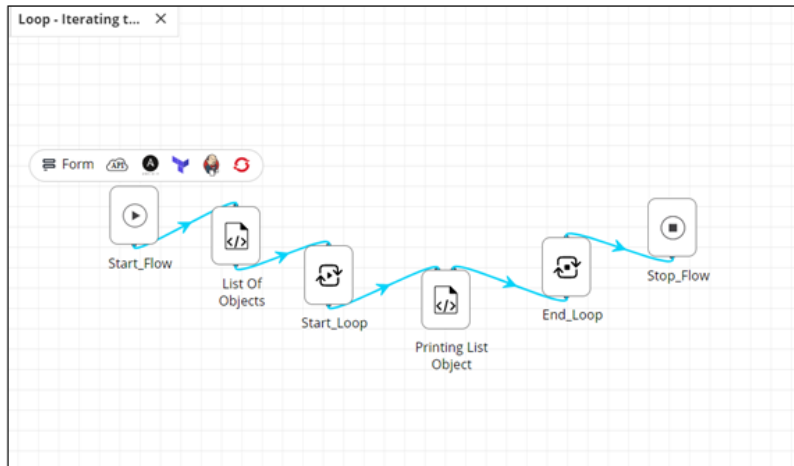 Loop - Iterating t...
Form
API
A
Start_Flow
List Of
Objects
Start_Loop
Printing List
Object
End_Loop
Stop_Flow